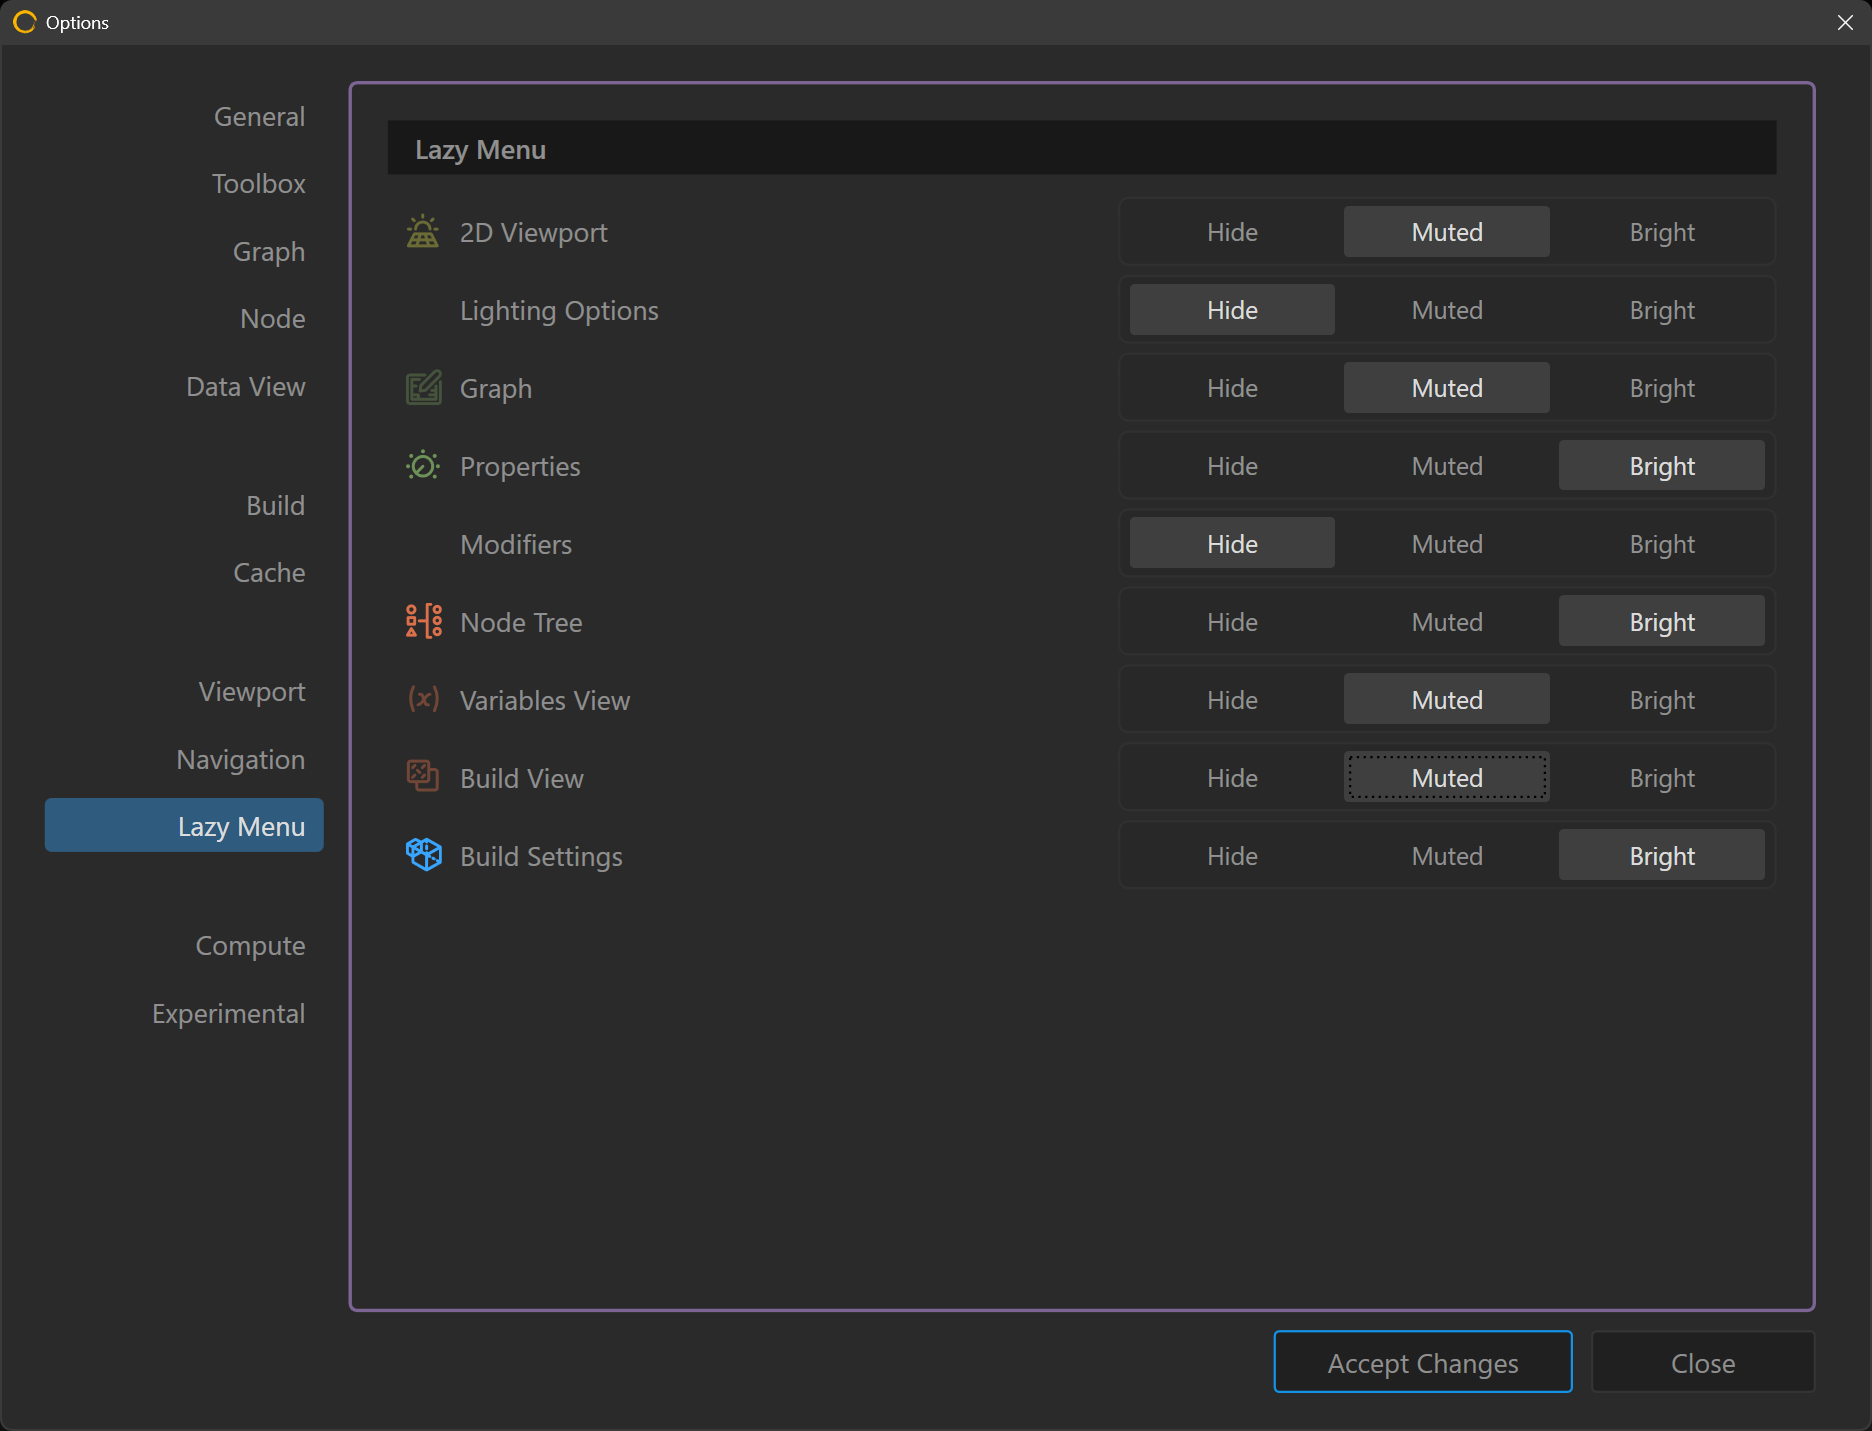 Options
General
Toolbox
Graph
Node
Data View
Build
Cache
Viewport
Navigation
Lazy Menu
Compute
Experimental
Lazy Menu
2D Viewport Hide Muted Bright
Lighting Options Hide Muted Bright
Graph Hide Muted Bright
Properties Hide Muted Bright
Modifiers Hide Muted Bright
Node Tree Hide Muted Bright
(x) Variables View Hide Muted Bright
Build View Hide Muted Bright
Build Settings Hide Muted Bright
Accept Changes Close